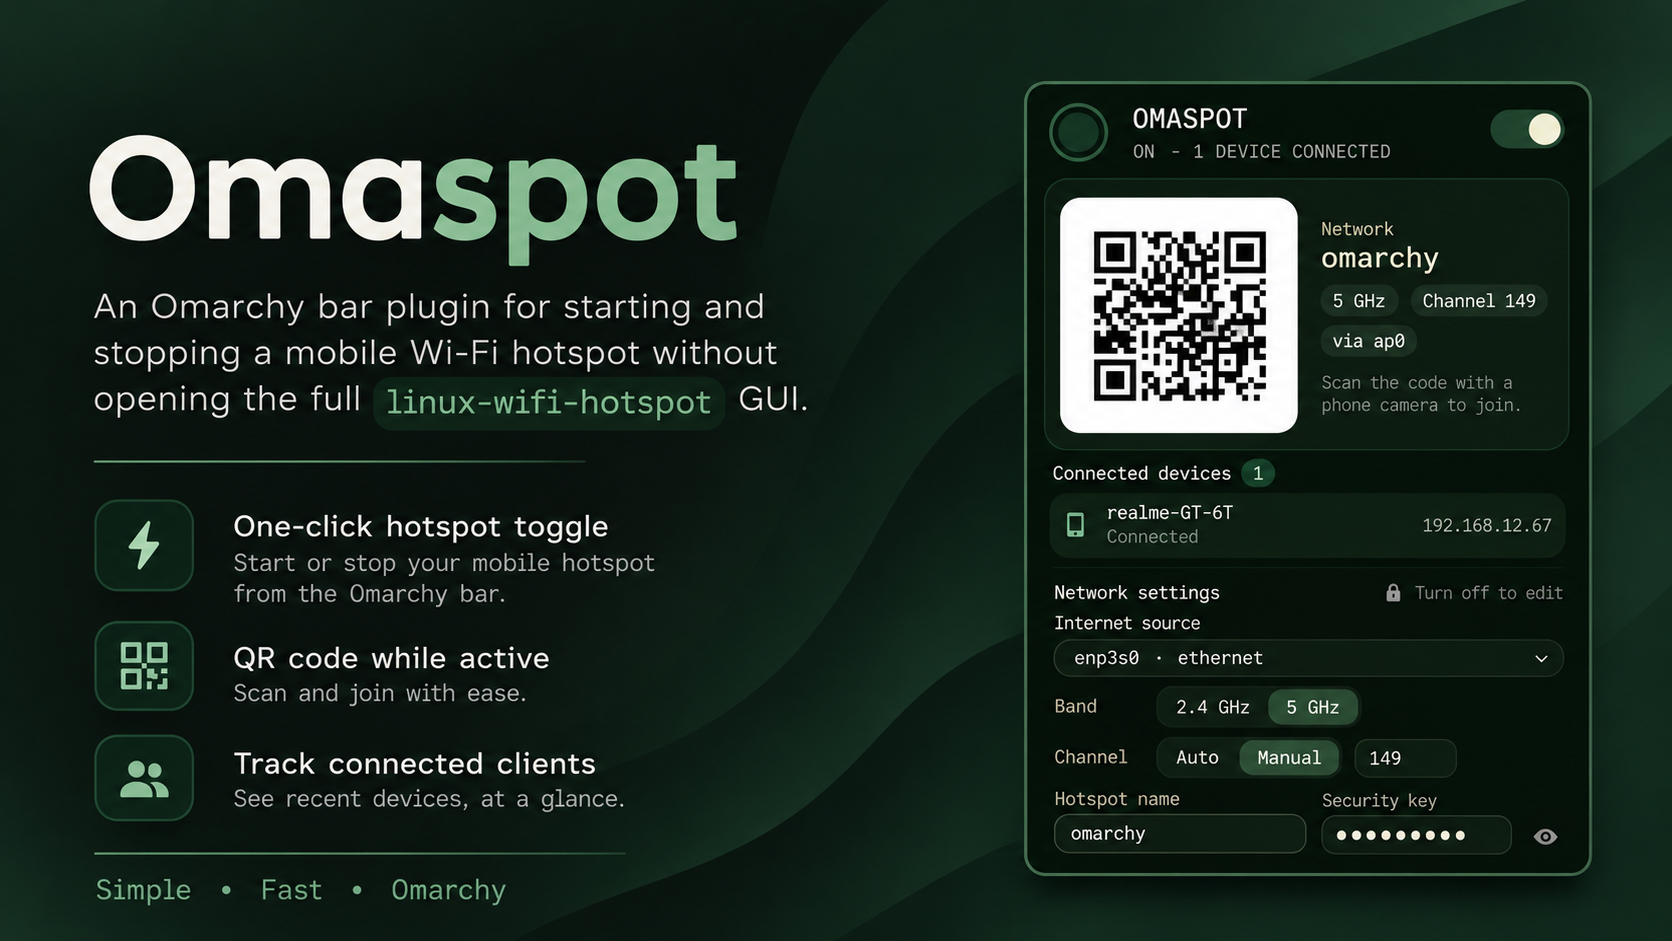 Omaspot
An Omarchy bar plugin for starting and
stopping a mobile Wi-Fi hotspot without
opening the full linux-wifi-hotspot GUI.
One-click hotspot toggle
Start or stop your mobile hotspot
from the Omarchy bar.
QR code while active
Scan and join with ease.
Track connected clients
See recent devices, at a glance.
Simple • Fast • Omarchy
OMASPOT
ON - 1 DEVICE CONNECTED
Network
omarchy
5 GHz Channel 149
via ap0
Scan the code with a
phone camera to join.
Connected devices 1
realme-GT-6T
Connected
192.168.12.67
Network settings Turn off to edit
Internet source
enp3s0 · ethernet
Band 2.4 GHz 5 GHz
Channel Auto Manual 149
Hotspot name Security key
omarchy •••••••••